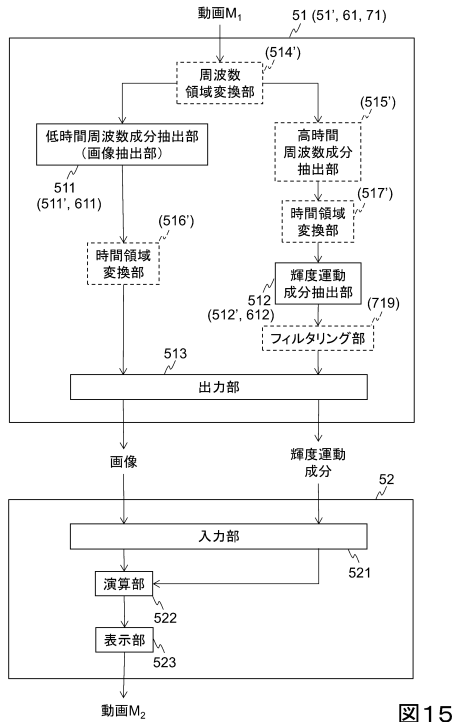 動画M₁
51 (51', 61, 71)
(514')
周波数
領域変換部
低時間周波数成分抽出部
(画像抽出部)
511
(511', 611)
(515')
高時間
周波数成分
抽出部
(517')
時間領域
変換部
(516')
時間領域
変換部
輝度運動
成分抽出部
512
(512', 612)
(719)
フィルタリング部
513
出力部
画像
輝度運動
成分
52
入力部
521
演算部
522
表示部
523
動画M₂
図15